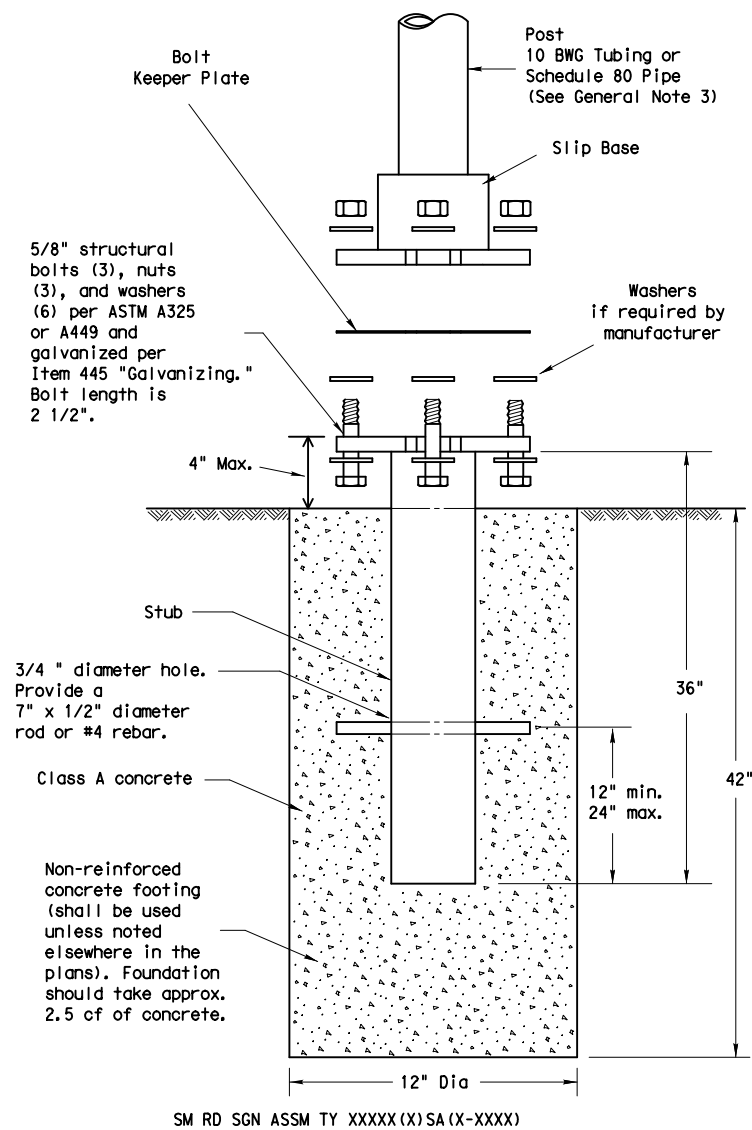 Post
10 BWG Tubing or
Schedule 80 Pipe
(See General Note 3)
Bolt
Keeper Plate
Slip Base
5/8" structural
bolts (3), nuts
(3), and washers
(6) per ASTM A325
or A449 and
galvanized per
Item 445 "Galvanizing."
Bolt length is
2 1/2".
Washers
if required by
manufacturer
4" Max.
Stub
3/4 " diameter hole.
Provide a
7" x 1/2" diameter
rod or #4 rebar.
36"
Class A concrete
12" min.
24" max.
42"
Non-reinforced
concrete footing
(shall be used
unless noted
elsewhere in the
plans). Foundation
should take approx.
2.5 cf of concrete.
12" Dia
SM RD SGN ASSM TY XXXXX(X)SA(X-XXXX)